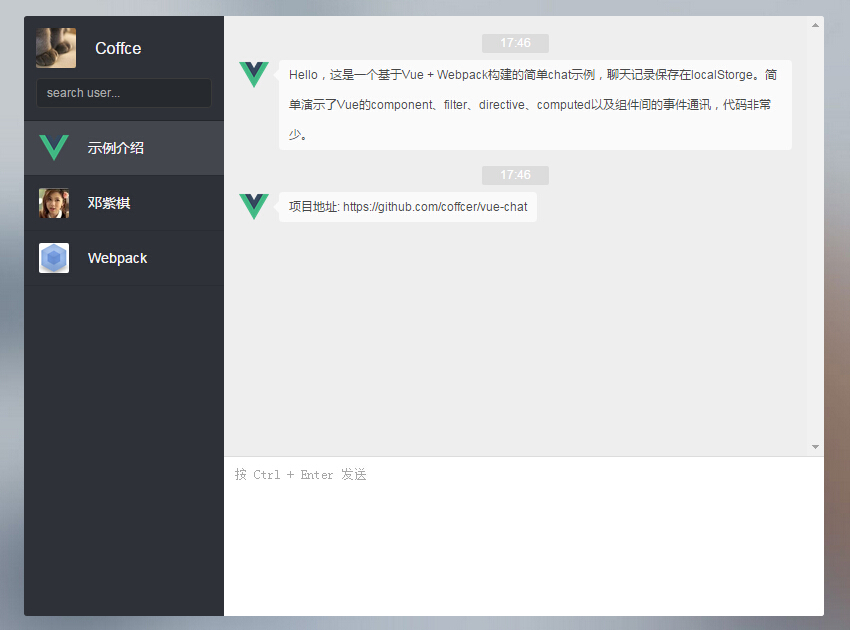 Coffce
search user...
示例介绍
邓紫棋
Webpack
17:46
Hello，这是一个基于Vue + Webpack构建的简单chat示例，聊天记录保存在localStorge。简
单演示了Vue的component、filter、directive、computed以及组件间的事件通讯，代码非常
少。
17:46
项目地址: https://github.com/coffcer/vue-chat
按 Ctrl + Enter 发送